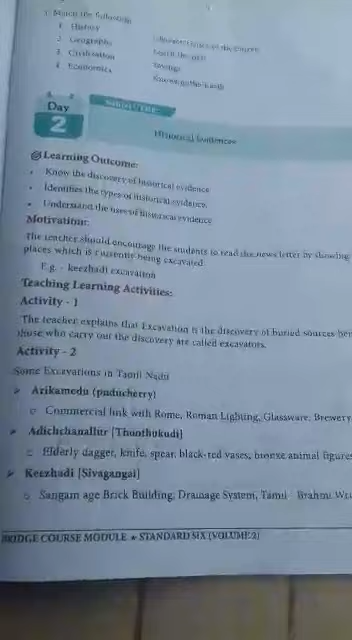 Match the following
1. History
2. Geography
3. Civilization
4. Economics
Day
2
Historical Evidences
Learning Outcome:
• Know the discovery of historical evidence
• Identifies the types of historical evidence.
• Understand the uses of historical evidence
Motivation:
The teacher should encourage the students to read the news letter by showing
places which is currently being excavated.
E.g. - keezhadi excavation
Teaching Learning Activities:
Activity - 1
The teacher explains that Excavation is the discovery of buried sources
those who carry out the discovery are called excavators.
Activity - 2
Some Excavations in Tamil Nadu
➤ Arikamedu (puducherry)
o Commercial link with Rome, Roman Lighting, Glassware, Brewery
➤ Adichchanallur [Thoothukudi]
o Elderly dagger, knife, spear, black-red vases, bronze animal figures
➤ Keezhadi [Sivagangai]
o Sangam age Brick Building, Drainage System, Tamil - Brahmi
BRIDGE COURSE MODULE ★ STANDARD SIX (VOLUME 2)